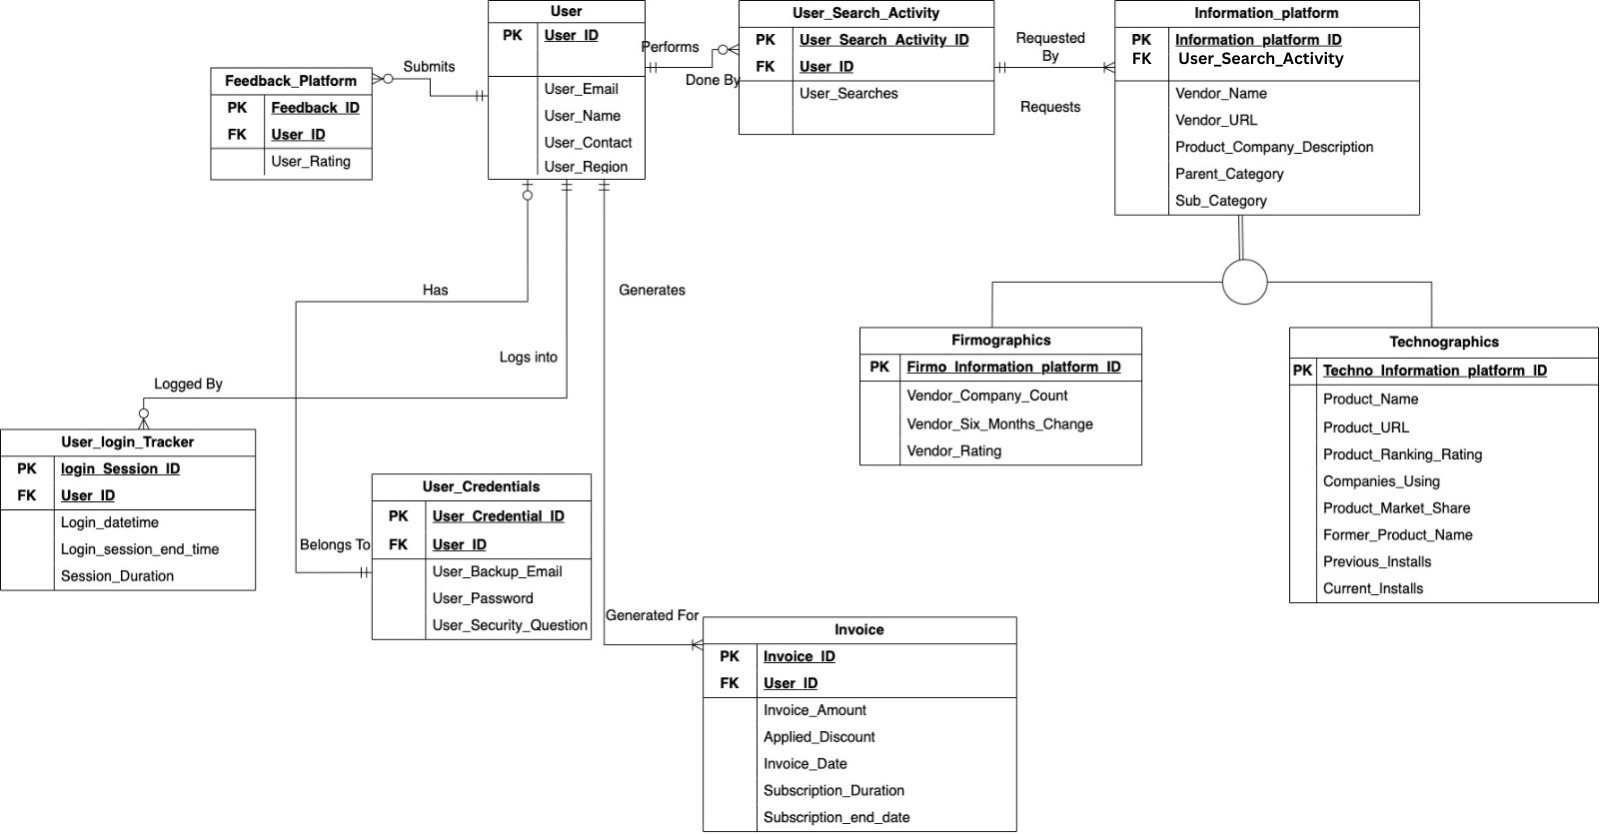 User
PK User_ID
User_Email
User_Name
User_Contact
User_Region
Performs
Done By
User_Search_Activity
PK User_Search_Activity_ID
FK User_ID
User_Searches
Requested
By
Requests
Information_platform
PK Information_platform_ID
FK User_Search_Activity
Vendor_Name
Vendor_URL
Product_Company_Description
Parent_Category
Sub_Category
Submits
Feedback_Platform
PK Feedback_ID
FK User_ID
User_Rating
Has
Generates
Logs into
Logged By
Firmographics
PK Firmo_Information_platform_ID
Vendor_Company_Count
Vendor_Six_Months_Change
Vendor_Rating
Technographics
PK Techno_Information_platform_ID
Product_Name
Product_URL
Product_Ranking_Rating
Companies_Using
Product_Market_Share
Former_Product_Name
Previous_Installs
Current_Installs
User_login_Tracker
PK login_Session_ID
FK User_ID
Login_datetime
Login_session_end_time
Session_Duration
Belongs To
User_Credentials
PK User_Credential_ID
FK User_ID
User_Backup_Email
User_Password
User_Security_Question
Generated For
Invoice
PK Invoice_ID
FK User_ID
Invoice_Amount
Applied_Discount
Invoice_Date
Subscription_Duration
Subscription_end_date